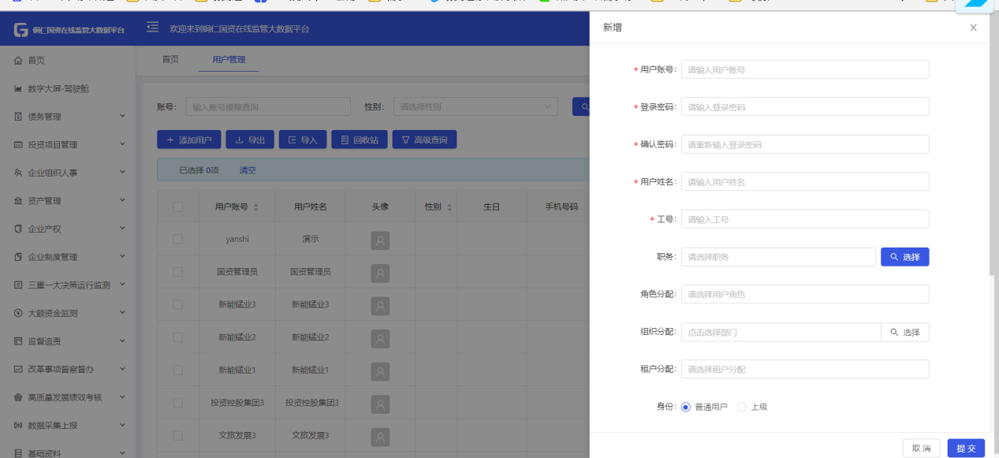 铜仁国资在线监管大数据平台
欢迎来到铜仁国资在线监管大数据平台
首页
数字大屏-驾驶舱
债务管理
投资项目管理
企业组织人事
资产管理
企业产权
企业制度管理
三重一大决策运行监测
大额资金监测
监督追责
改革事项督察督办
高质量发展绩效考核
数据采集上报
基础资料
首页 用户管理
账号: 输入账号模糊查询 性别: 请选择性别
添加用户 导出 导入 回收站 高级查询
已选择 0项 清空
用户账号 用户姓名 头像 性别 生日 手机号码
yanshi 演示
国资管理员 国资管理员
新能锰业3 新能锰业3
新能锰业2 新能锰业2
新能锰业1 新能锰业1
投资控股集团3 投资控股集团3
文旅发展3 文旅发展3
新增
* 用户账号: 请输入用户账号
* 登录密码: 请输入登录密码
* 确认密码: 请重新输入登录密码
* 用户姓名: 请输入用户姓名
* 工号: 请输入工号
职务: 请选择职务 选择
角色分配: 请选择用户角色
组织分配: 点击选择部门 选择
租户分配: 请选择租户分配
身份: 普通用户 上级
取消 提交